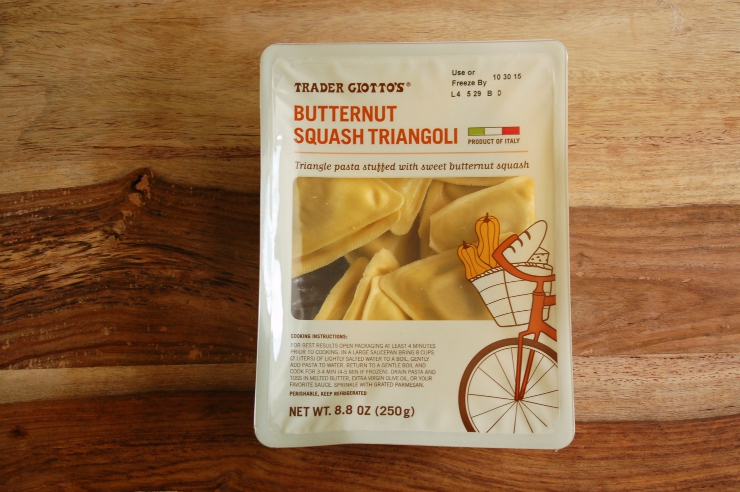 TRADER GIOTTO'S®
Use or
Freeze By 10 30 15
L4 5 29 B D
BUTTERNUT
SQUASH TRIANGOLI
PRODUCT OF ITALY
Triangle pasta stuffed with sweet butternut squash
COOKING INSTRUCTIONS:
FOR BEST RESULTS OPEN PACKAGING AT LEAST 4 MINUTES
PRIOR TO COOKING. IN A LARGE SAUCEPAN BRING 8 CUPS
(2 LITERS) OF LIGHTLY SALTED WATER TO A BOIL. GENTLY
ADD PASTA TO WATER. RETURN TO A GENTLE BOIL AND
COOK FOR 3-4 MIN (4-5 MIN IF FROZEN). DRAIN PASTA AND
TOSS IN MELTED BUTTER, EXTRA VIRGIN OLIVE OIL, OR YOUR
FAVORITE SAUCE. SPRINKLE WITH GRATED PARMESAN.
PERISHABLE, KEEP REFRIGERATED
NET WT. 8.8 OZ (250g)